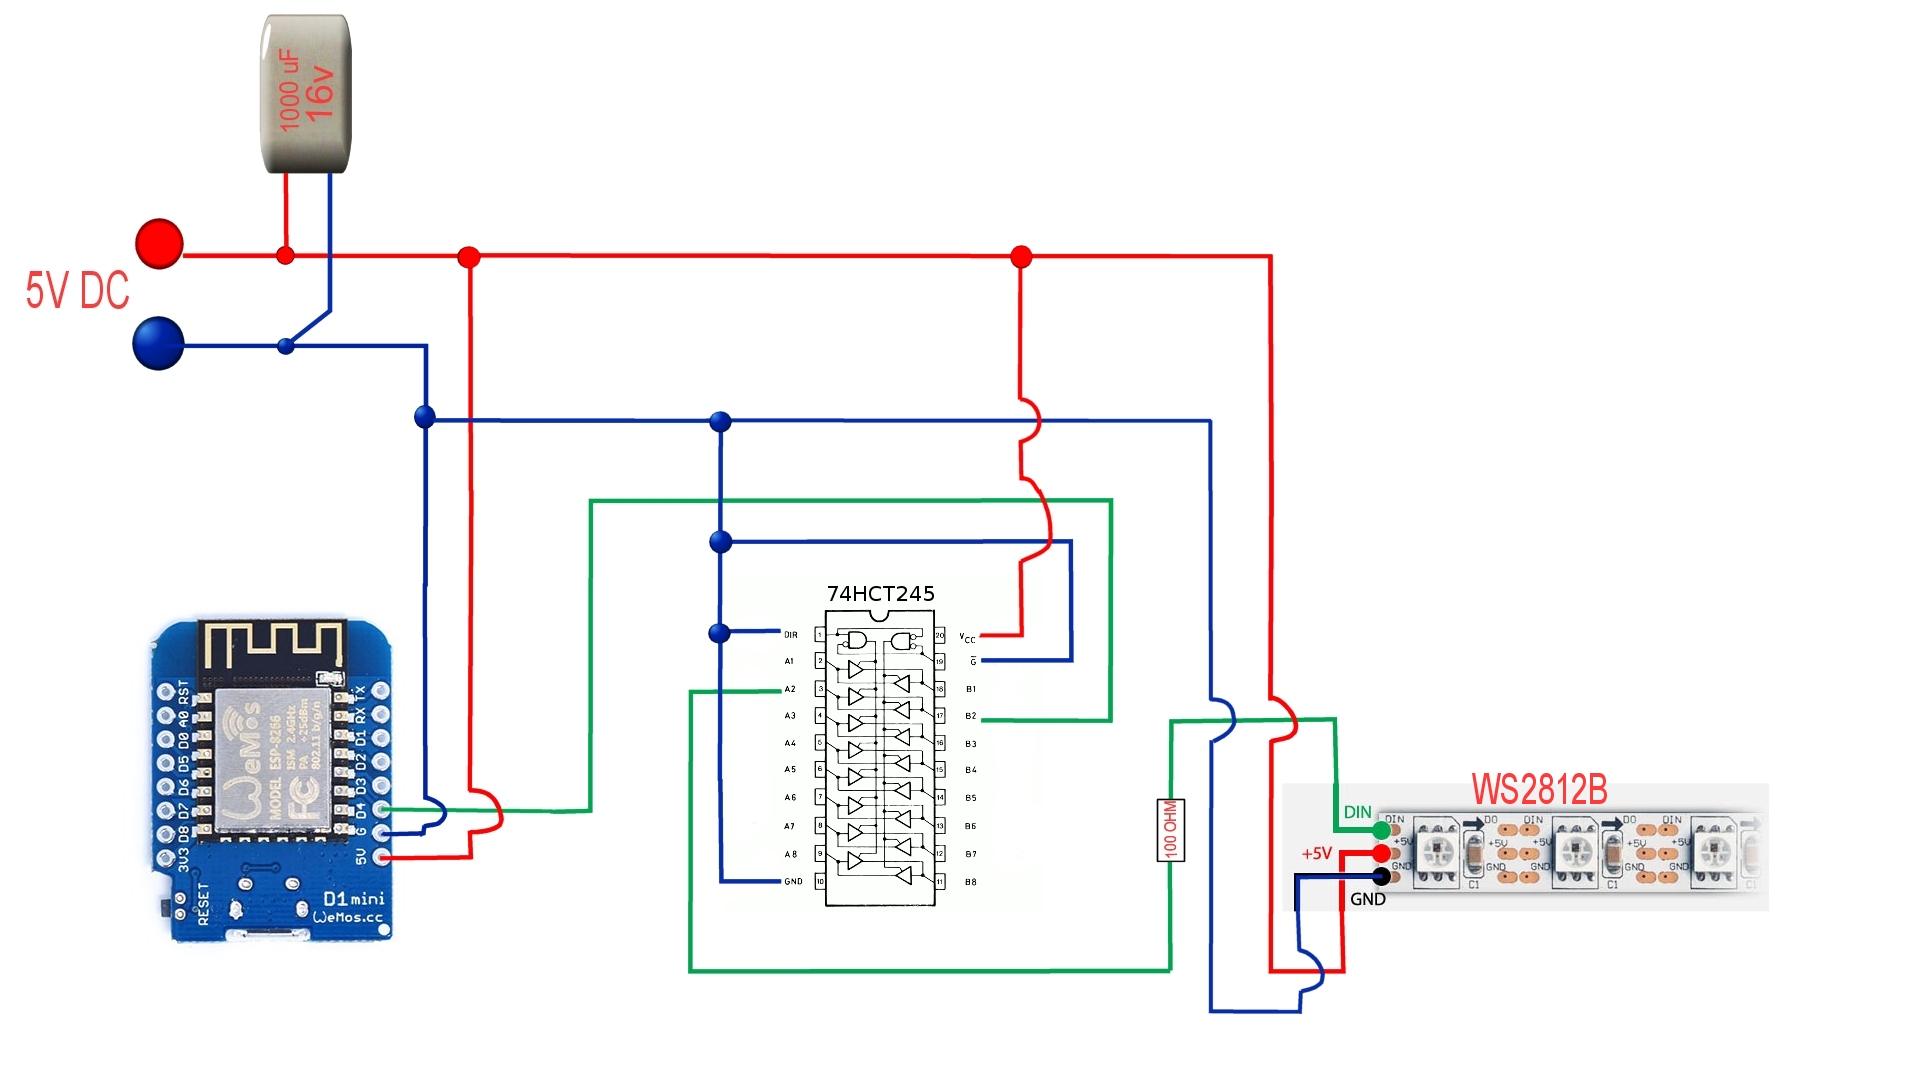 1000 uF
16v
5V DC
RST
A0
D0
D5
D6
D7
D8
3V3
TX
RX
D1
D2
D3
D4
G
5V
WeMos
MODEL ESP-8266
ISM 2.4GHz
PA +25dBm
802.11 b/g/n
FC
RESET
D1 mini
WeMos.cc
74HCT245
DIR 1 20 VCC
A1 2 19 G̅
A2 3 18 B1
A3 4 17 B2
A4 5 16 B3
A5 6 15 B4
A6 7 14 B5
A7 8 13 B6
A8 9 12 B7
GND 10 11 B8
100 OHM
WS2812B
DIN
+5V
GND
DIN DO DIN DO DIN
+5V +5V +5V +5V +5V
GND GND GND GND GND
C1 C1 C1